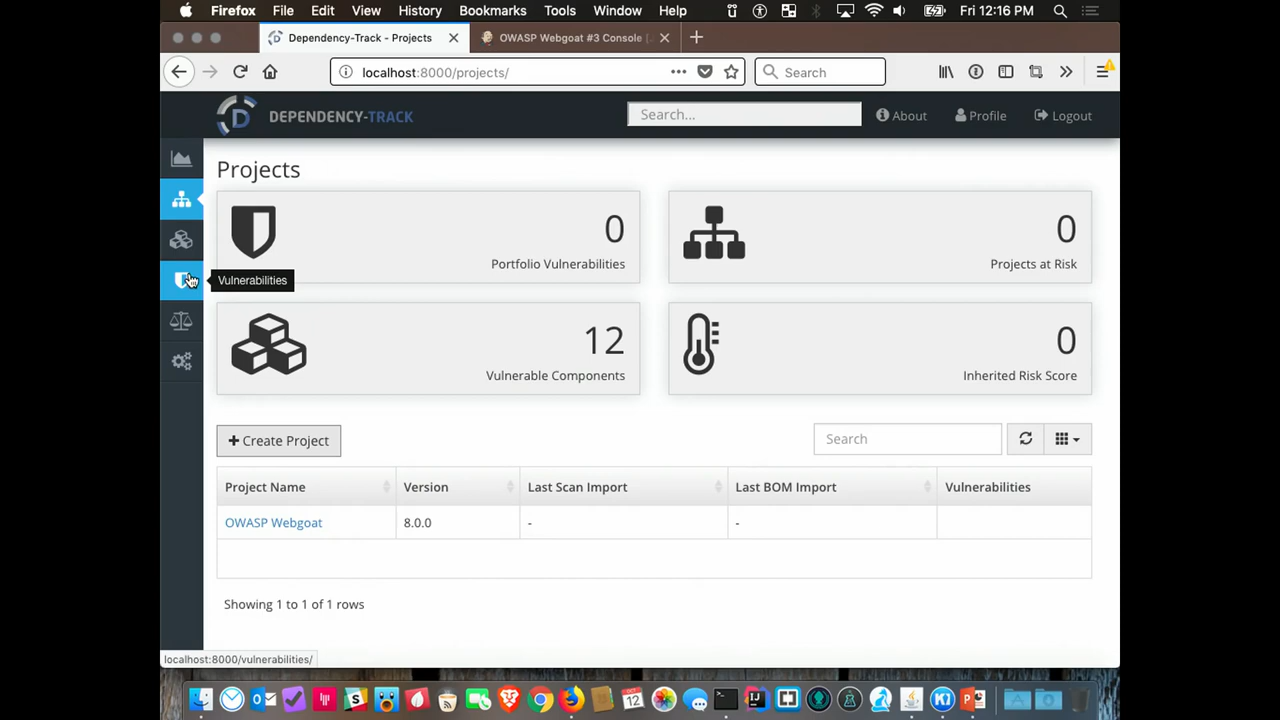 Firefox File Edit View History Bookmarks Tools Window Help Fri 12:16 PM
Dependency-Track - Projects OWASP Webgoat #3 Console [
localhost:8000/projects/ Search
DEPENDENCY-TRACK Search... About Profile Logout
Projects
0
Portfolio Vulnerabilities
0
Projects at Risk
Vulnerabilities
12
Vulnerable Components
0
Inherited Risk Score
Create Project Search
Project Name Version Last Scan Import Last BOM Import Vulnerabilities
OWASP Webgoat 8.0.0 - -
Showing 1 to 1 of 1 rows
localhost:8000/vulnerabilities/